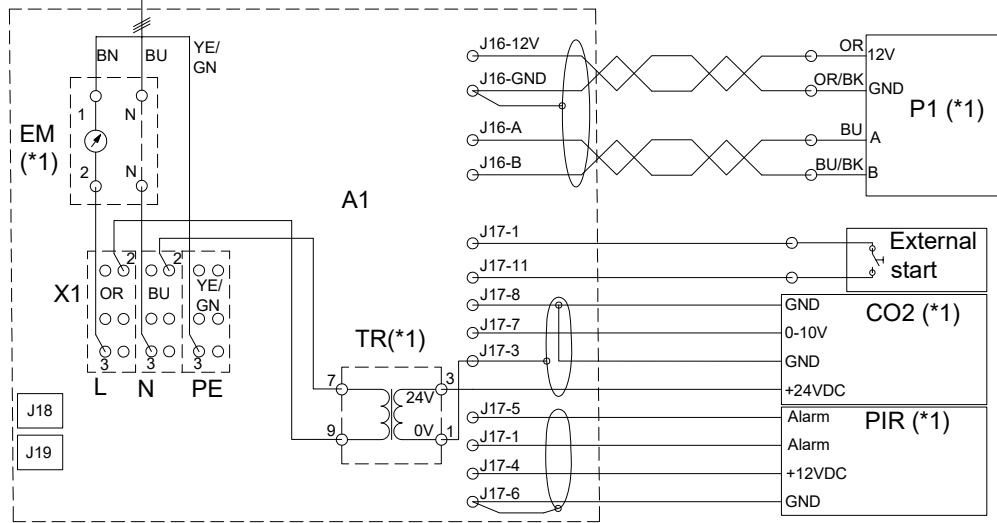 BN
BU
YE/
GN
1
N
EM
(*1)
2
N
A1
X1
2
2
OR
BU
YE/
GN
3
3
3
L
N
PE
J18
J19
TR(*1)
7
3
24V
9
0V
1
J16-12V
J16-GND
J16-A
J16-B
OR
12V
OR/BK
GND
P1 (*1)
BU
A
BU/BK
B
J17-1
J17-11
External
start
J17-8
GND
CO2 (*1)
J17-7
0-10V
J17-3
GND
+24VDC
J17-5
Alarm
PIR (*1)
J17-1
Alarm
J17-4
+12VDC
J17-6
GND